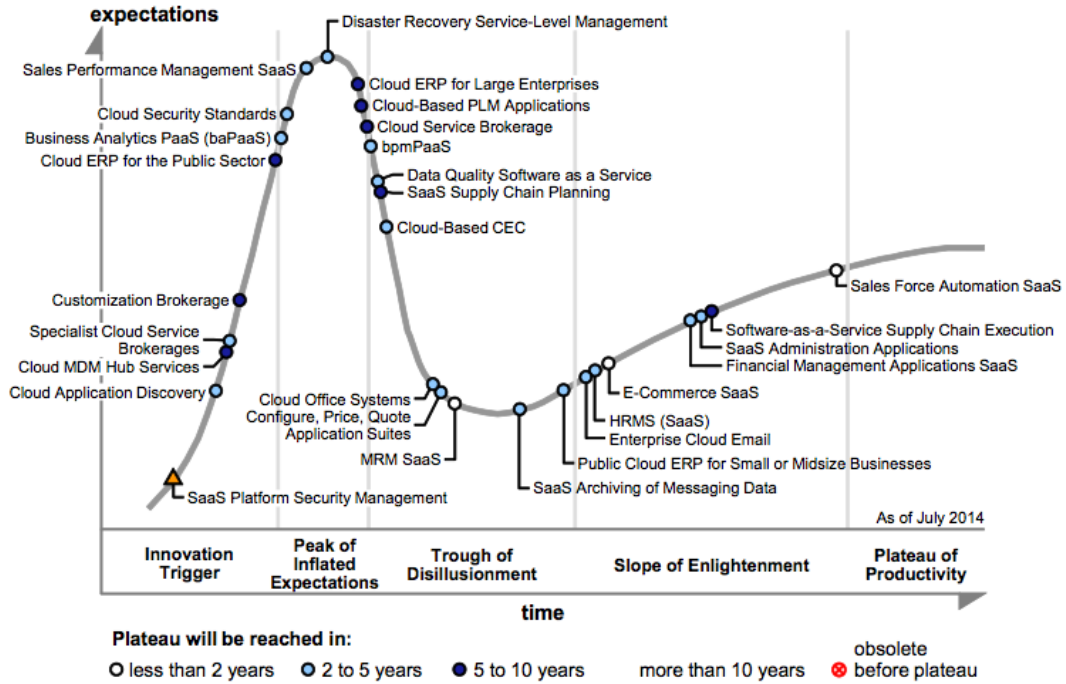 expectations
Disaster Recovery Service-Level Management
Sales Performance Management SaaS
Cloud ERP for Large Enterprises
Cloud-Based PLM Applications
Cloud Security Standards
Cloud Service Brokerage
Business Analytics PaaS (baPaaS)
bpmPaaS
Cloud ERP for the Public Sector
Data Quality Software as a Service
SaaS Supply Chain Planning
Cloud-Based CEC
Sales Force Automation SaaS
Customization Brokerage
Specialist Cloud Service
Brokerages
Cloud MDM Hub Services
Cloud Application Discovery
Software-as-a-Service Supply Chain Execution
SaaS Administration Applications
Financial Management Applications SaaS
Cloud Office Systems
Configure, Price, Quote
Application Suites
MRM SaaS
E-Commerce SaaS
HRMS (SaaS)
Enterprise Cloud Email
Public Cloud ERP for Small or Midsize Businesses
SaaS Archiving of Messaging Data
SaaS Platform Security Management
As of July 2014
Innovation
Trigger
Peak of
Inflated
Expectations
Trough of
Disillusionment
Slope of Enlightenment
Plateau of
Productivity
time
Plateau will be reached in:
less than 2 years
2 to 5 years
5 to 10 years
more than 10 years
obsolete
before plateau